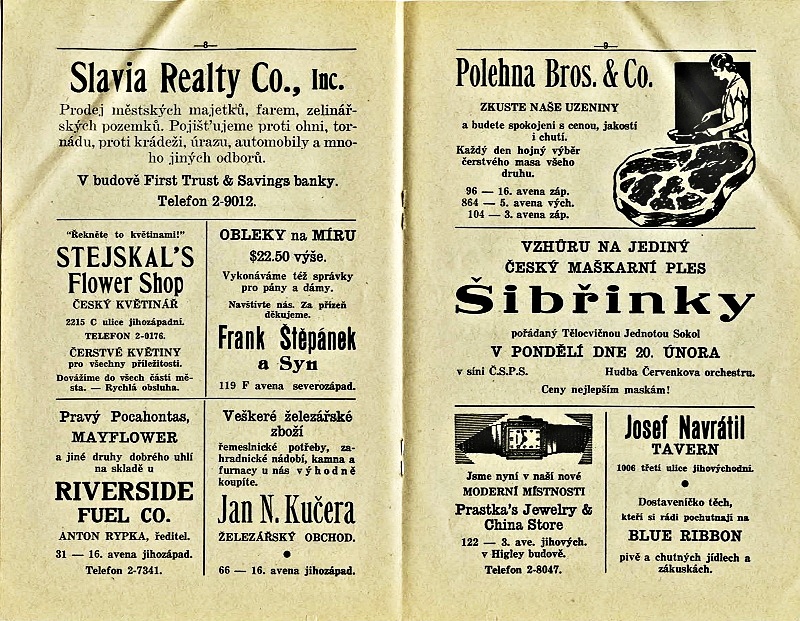 —8—
Slavia Realty Co., Inc.
Prodej městských majetků, farem, zelinář-
ských pozemků. Pojišťujeme proti ohni, tor-
nádu, proti krádeži, úrazu, automobily a mno-
ho jiných odborů.
V budově First Trust & Savings banky.
Telefon 2-9012.
"Řekněte to květinami!"
STEJSKAL'S
Flower Shop
ČESKÝ KVĚTINÁŘ
2215 C ulice jihozápadní.
TELEFON 2-0176.
ČERSTVÉ KVĚTINY
pro všechny příležitosti.
Dovážíme do všech částí mě-
sta. — Rychlá obsluha.
OBLEKY na MÍRU
$22.50 výše.
Vykonáváme též správky
pro pány a dámy.
Navštivte nás. Za přízeň
děkujeme.
Frank Štěpánek
a Syn
119 F avena severozápad.
Pravý Pocahontas,
MAYFLOWER
a jiné druhy dobrého uhlí
na skladě u
RIVERSIDE
FUEL CO.
ANTON RYPKA, ředitel.
31 — 16. avena jihozápad.
Telefon 2-7341.
Veškeré železářské
zboží
řemeslnické potřeby, za-
hradnické nádobí, kamna a
furnacy u nás výhodně
koupíte.
Jan N. Kučera
ŽELEZÁŘSKÝ OBCHOD.
66 — 16. avena jihozápad.
—9—
Polehna Bros. & Co.
ZKUSTE NAŠE UZENINY
a budete spokojeni s cenou, jakostí
i chutí.
Každý den hojný výběr
čerstvého masa všeho
druhu.
96 — 16. avena záp.
864 — 5. avena vých.
104 — 3. avena záp.
VZHŮRU NA JEDINÝ
ČESKÝ MAŠKARNÍ PLES
Šibřinky
pořádaný Tělocvičnou Jednotou Sokol
V PONDĚLÍ DNE 20. ÚNORA
v síni Č.S.P.S. Hudba Červenkova orchestru.
Ceny nejlepším maskám!
Jsme nyní v naší nové
MODERNÍ MÍSTNOSTI
Prastka's Jewelry &
China Store
122 — 3. ave. jihových.
v Higley budově.
Telefon 2-8047.
Josef Navrátil
TAVERN
1006 třetí ulice jihovýchodní.
Dostaveníčko těch,
kteří si rádi pochutnají na
BLUE RIBBON
pivě a chutných jídlech a
zákuskách.